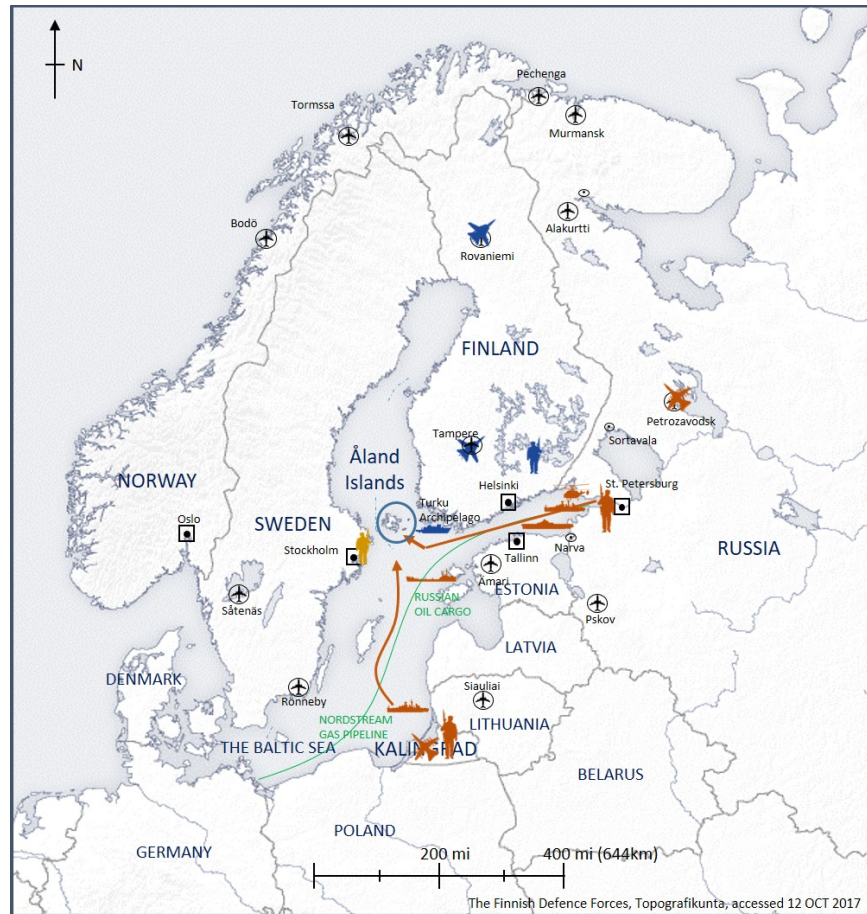 N
Pechenga
Tormssa
Murmansk
Bodö
Alakurtti
Rovaniemi
FINLAND
Petrozavodsk
Tampere
Sortavala
Åland
Islands
NORWAY
Helsinki
St. Petersburg
Turku
Archipelago
Oslo
SWEDEN
Stockholm
RUSSIA
Tallinn
Narva
Ämari
ESTONIA
Såtenäs
RUSSIAN
OIL CARGO
Pskov
LATVIA
DENMARK
Rönneby
Siauliai
LITHUANIA
NORDSTREAM
GAS PIPELINE
THE BALTIC SEA
KALINGRAD
BELARUS
POLAND
GERMANY
200 mi
400 mi (644km)
The Finnish Defence Forces, Topografikunta, accessed 12 OCT 2017